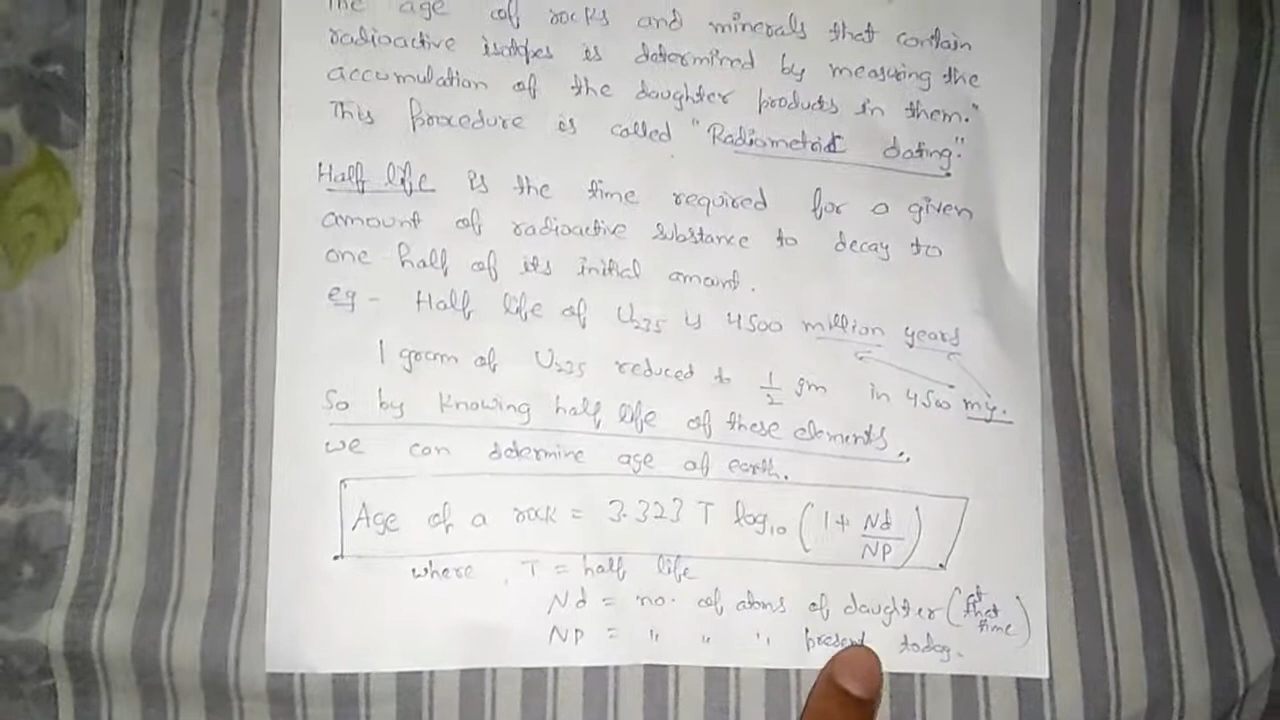 The age of rocks and minerals that contain
radioactive isotopes is determined by measuring the
accumulation of the daughter products in them."
This Procedure is called "Radiometric dating."
Half life is the time required for a given
amount of radioactive substance to decay to
one half of its initial amount.
eg - Half life of U235 is 4500 million years
1 gram of U235 reduced to 1/2 gm in 4500 my.
So by knowing half life of these elements,,
we can determine age of earth.
Age of a rock = 3.323 T log10 (1 + Nd/NP)
where, T = half life
Nd = no. of atoms of daughter (at that time)
NP = " " " present today.